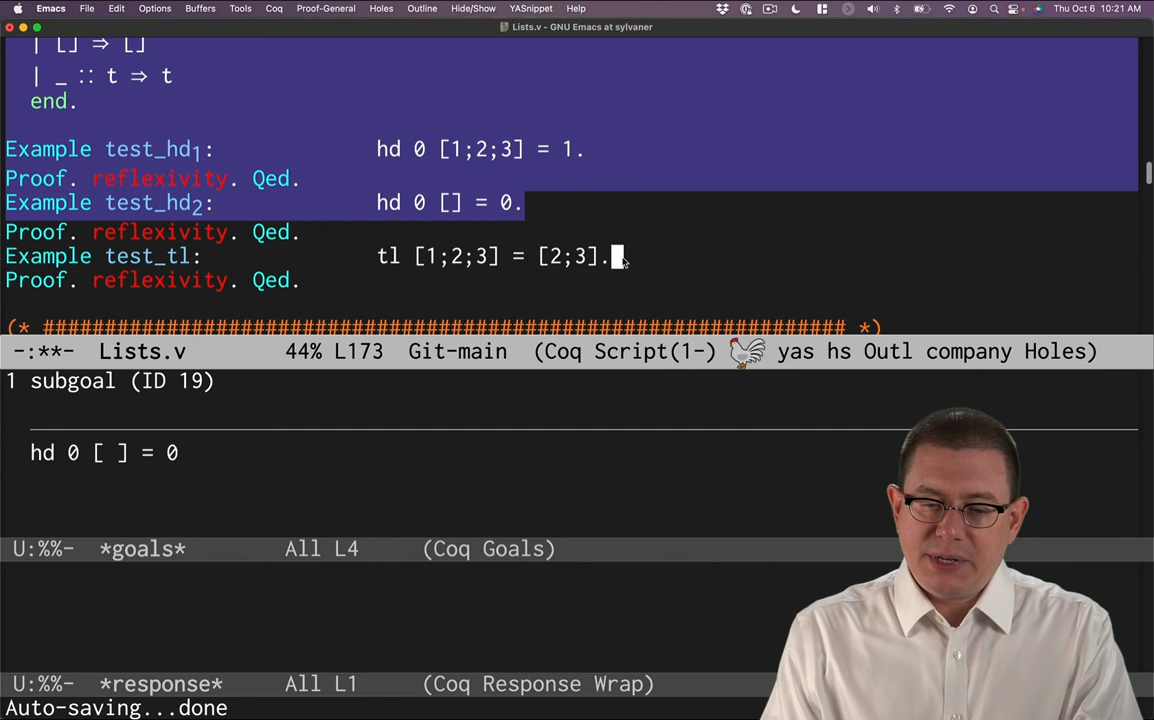 Emacs File Edit Options Buffers Tools Coq Proof-General Holes Outline Hide/Show YASnippet Help Thu Oct 6 10:21 AM
Lists.v - GNU Emacs at sylvaner
| [] ⇒ []
| _ :: t ⇒ t
end.
Example test_hd1: hd 0 [1;2;3] = 1.
Proof. reflexivity. Qed.
Example test_hd2: hd 0 [] = 0.
Proof. reflexivity. Qed.
Example test_tl: tl [1;2;3] = [2;3].
Proof. reflexivity. Qed.
(* ################################################################## *)
-:**- Lists.v 44% L173 Git-main (Coq Script(1-) yas hs Outl company Holes)
1 subgoal (ID 19)
hd 0 [ ] = 0
U:%%- *goals* All L4 (Coq Goals)
U:%%- *response* All L1 (Coq Response Wrap)
Auto-saving...done